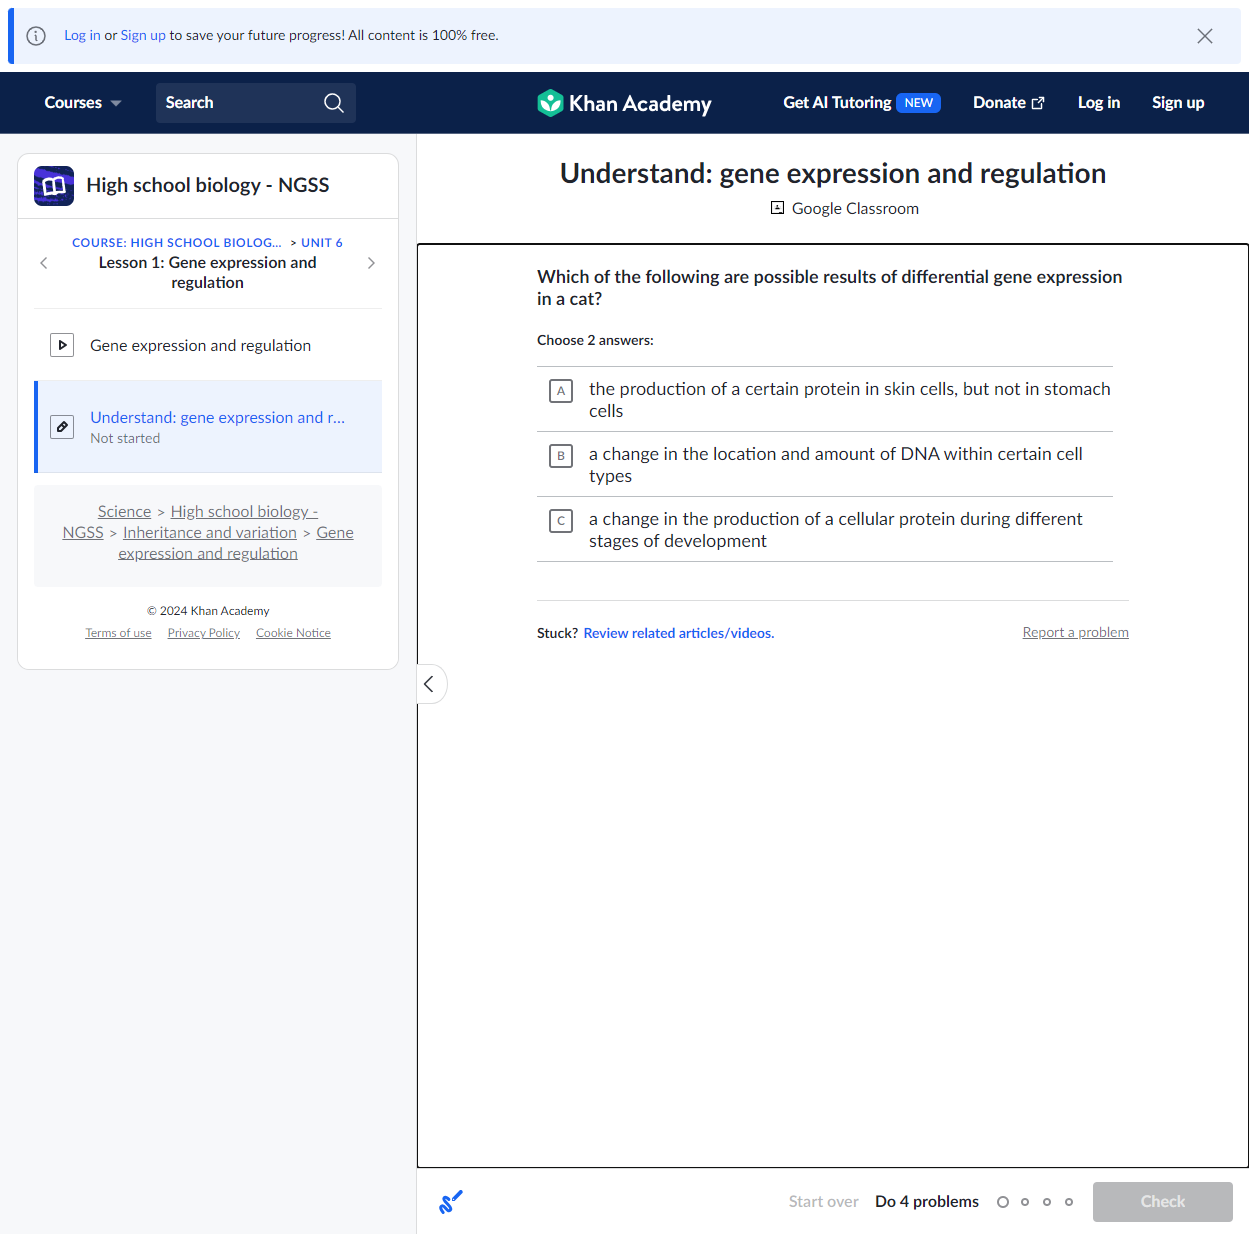 Log in or Sign up to save your future progress! All content is 100% free.
Courses
Search
Khan Academy
Get AI Tutoring NEW
Donate
Log in
Sign up
High school biology - NGSS
COURSE: HIGH SCHOOL BIOLOG... > UNIT 6
Lesson 1: Gene expression and
regulation
Gene expression and regulation
Understand: gene expression and r...
Not started
Science > High school biology -
NGSS > Inheritance and variation > Gene
expression and regulation
© 2024 Khan Academy
Terms of use Privacy Policy Cookie Notice
Understand: gene expression and regulation
Google Classroom
Which of the following are possible results of differential gene expression
in a cat?
Choose 2 answers:
A the production of a certain protein in skin cells, but not in stomach
cells
B a change in the location and amount of DNA within certain cell
types
C a change in the production of a cellular protein during different
stages of development
Stuck? Review related articles/videos.
Report a problem
Start over
Do 4 problems
Check